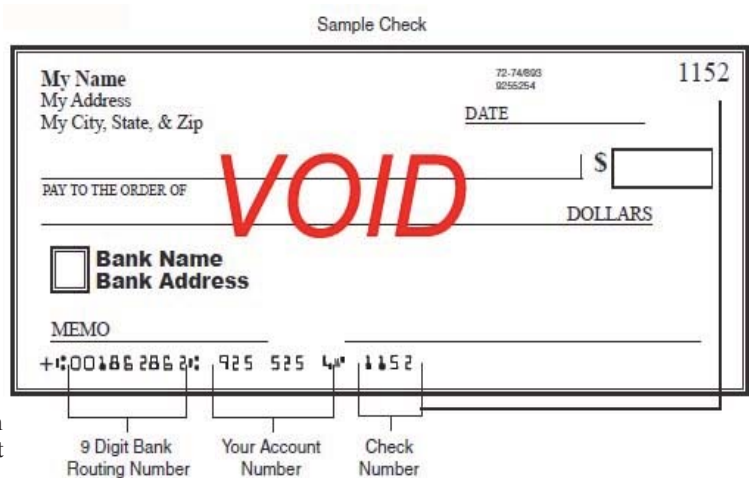 Sample Check
My Name
My Address
My City, State, & Zip
72-74/893
9255254
1152
DATE
VOID
$
PAY TO THE ORDER OF
DOLLARS
Bank Name
Bank Address
MEMO
⑆001862862⑆ 925 525 4⑈ 1152
9 Digit Bank
Routing Number
Your Account
Number
Check
Number